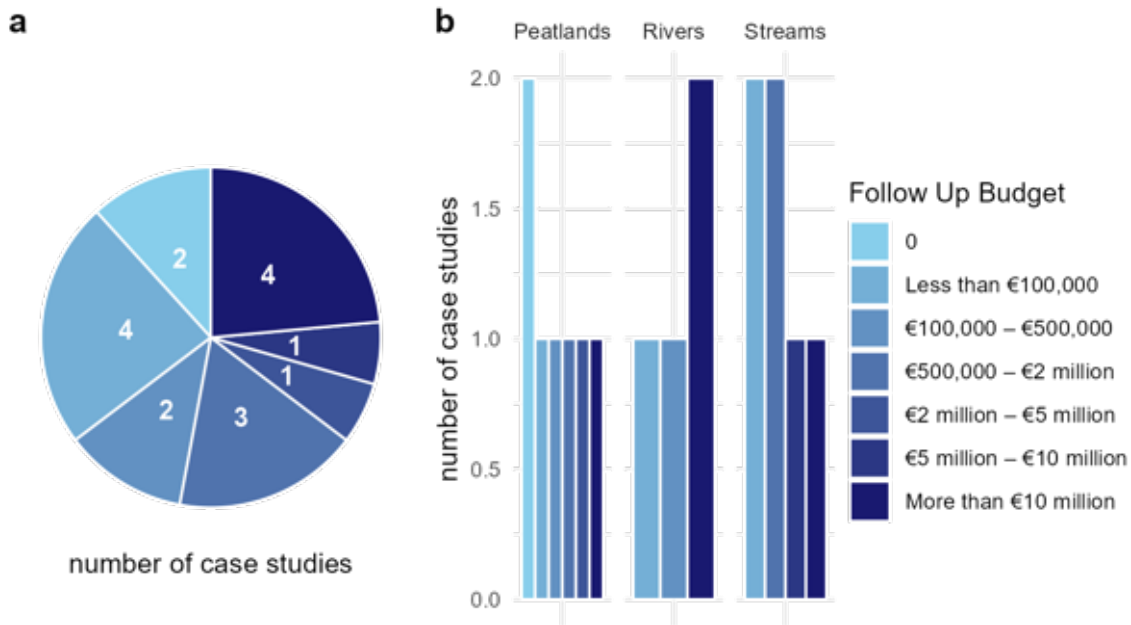 a
2
4
4
1
1
2
3
number of case studies
b
Peatlands Rivers Streams
2.0
1.5
1.0
0.5
0.0
number of case studies
Follow Up Budget
0
Less than €100,000
€100,000 – €500,000
€500,000 – €2 million
€2 million – €5 million
€5 million – €10 million
More than €10 million